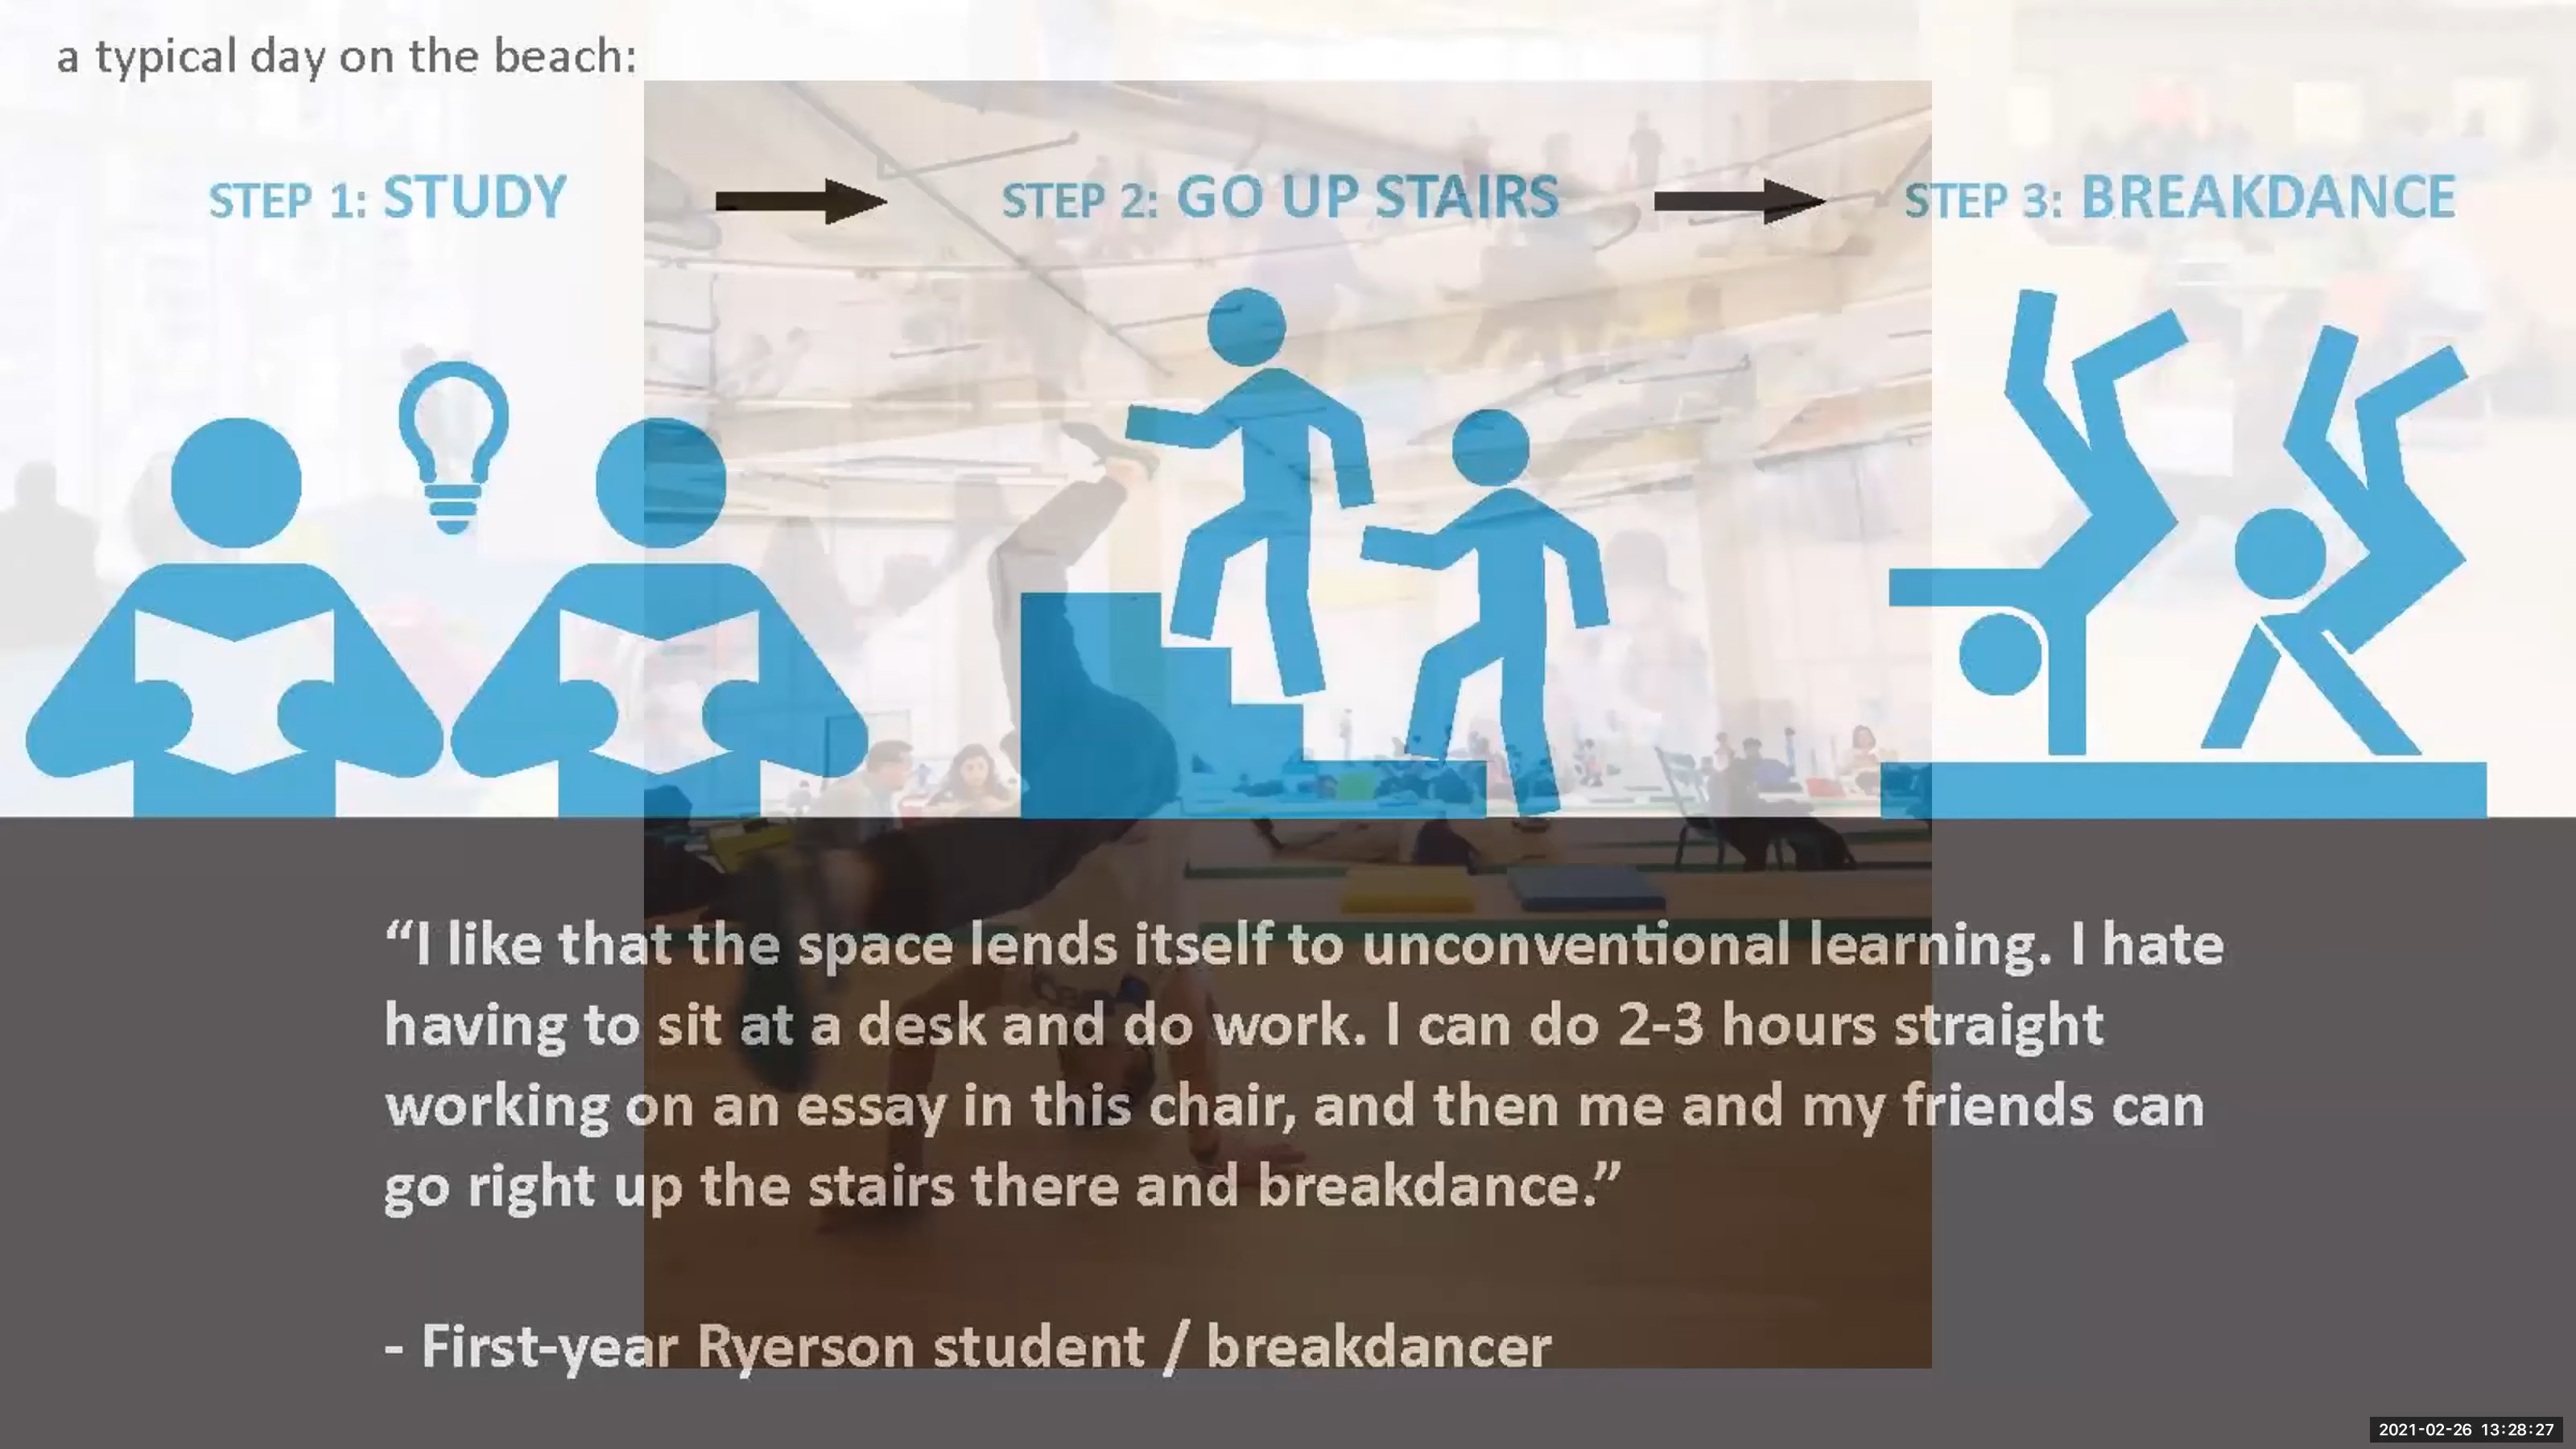 a typical day on the beach:
STEP 1: STUDY
STEP 2: GO UP STAIRS
STEP 3: BREAKDANCE
“I like that the space lends itself to unconventional learning. I hate
having to sit at a desk and do work. I can do 2-3 hours straight
working on an essay in this chair, and then me and my friends can
go right up the stairs there and breakdance.”
- First-year Ryerson student / breakdancer
2021-02-26 13:28:27